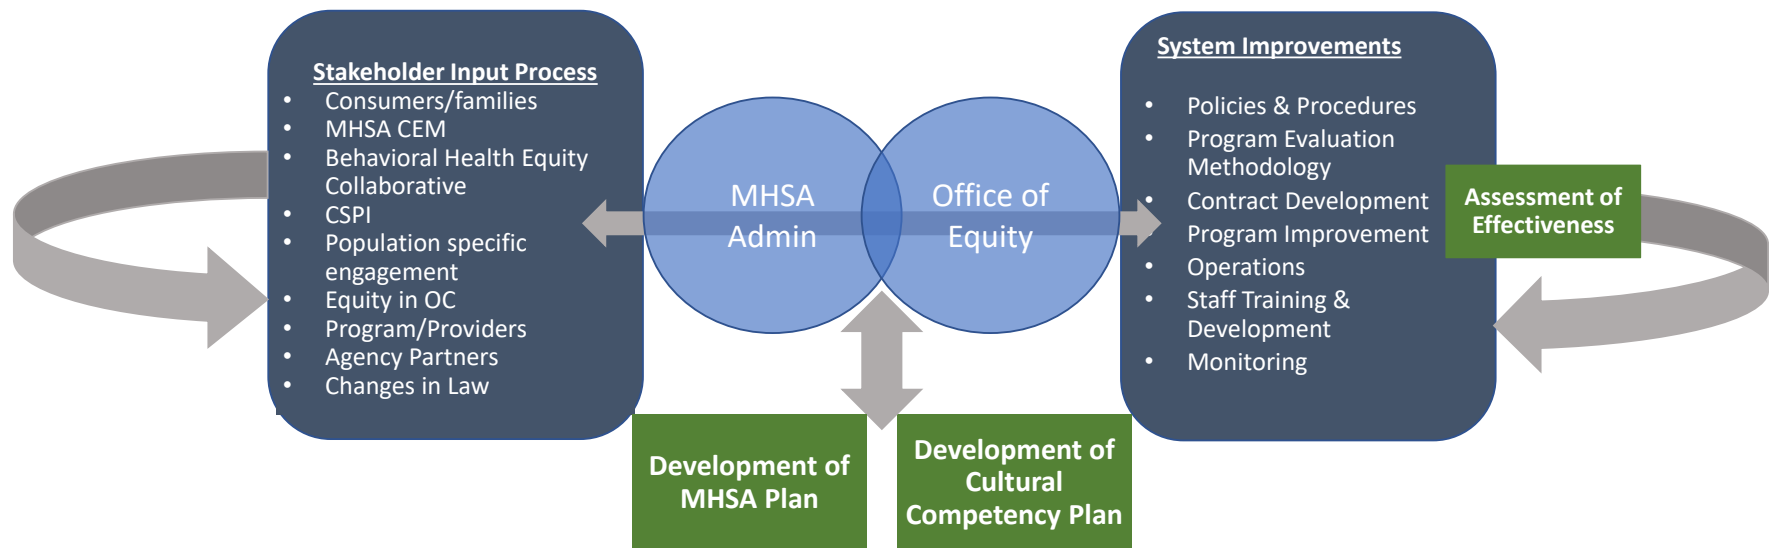 Stakeholder Input Process
• Consumers/families
• MHSA CEM
• Behavioral Health Equity
Collaborative
• CSPI
• Population specific
engagement
• Equity in OC
• Program/Providers
• Agency Partners
• Changes in Law
MHSA
Admin
Office of
Equity
Development of
MHSA Plan
Development of
Cultural
Competency Plan
System Improvements
• Policies & Procedures
• Program Evaluation
Methodology
• Contract Development
• Program Improvement
• Operations
• Staff Training &
Development
• Monitoring
Assessment of
Effectiveness